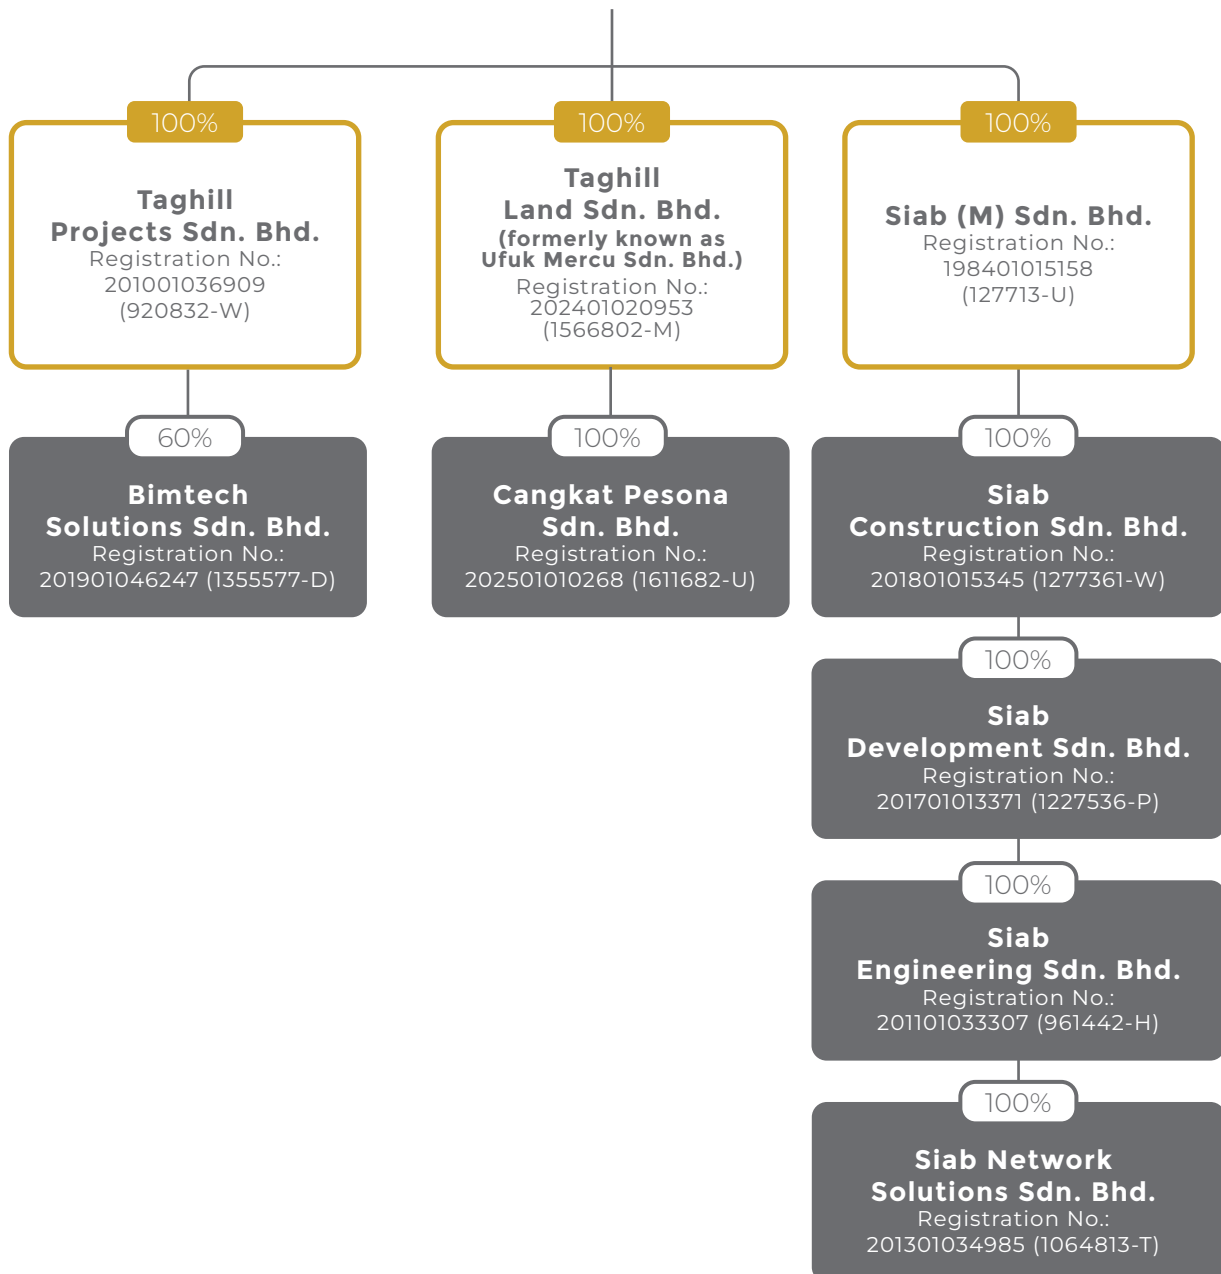 100%
Taghill
Projects Sdn. Bhd.
Registration No.:
201001036909
(920832-W)
60%
Bimtech
Solutions Sdn. Bhd.
Registration No.:
201901046247 (1355577-D)
100%
Taghill
Land Sdn. Bhd.
(formerly known as
Ufuk Mercu Sdn. Bhd.)
Registration No.:
202401020953
(1566802-M)
100%
Cangkat Pesona
Sdn. Bhd.
Registration No.:
202501010268 (1611682-U)
100%
Siab (M) Sdn. Bhd.
Registration No.:
198401015158
(127713-U)
100%
Siab
Construction Sdn. Bhd.
Registration No.:
201801015345 (1277361-W)
100%
Siab
Development Sdn. Bhd.
Registration No.:
201701013371 (1227536-P)
100%
Siab
Engineering Sdn. Bhd.
Registration No.:
201101033307 (961442-H)
100%
Siab Network
Solutions Sdn. Bhd.
Registration No.:
201301034985 (1064813-T)